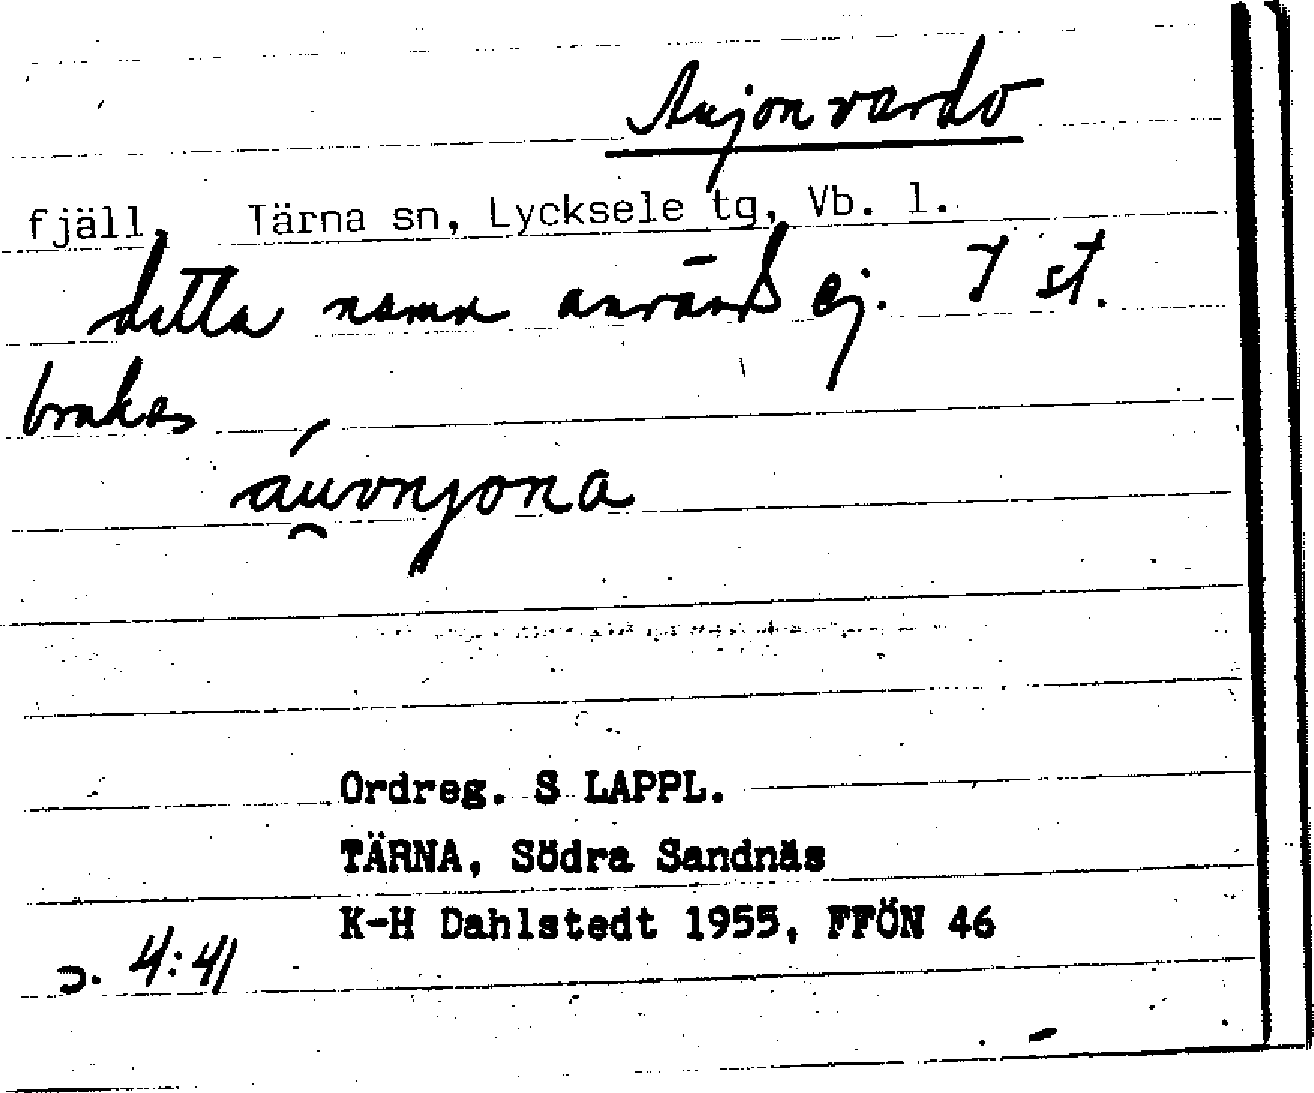 Aujonvardo
fjäll, Tärna sn, Lycksele tg, Vb. l.
detta namn använd ej. I st.
brukas
áuvnjona
Ordreg. S LAPPL.
TÄRNA, Södra Sandnäs
K-H Dahlstedt 1955, FFÖN 46
s. 4:41